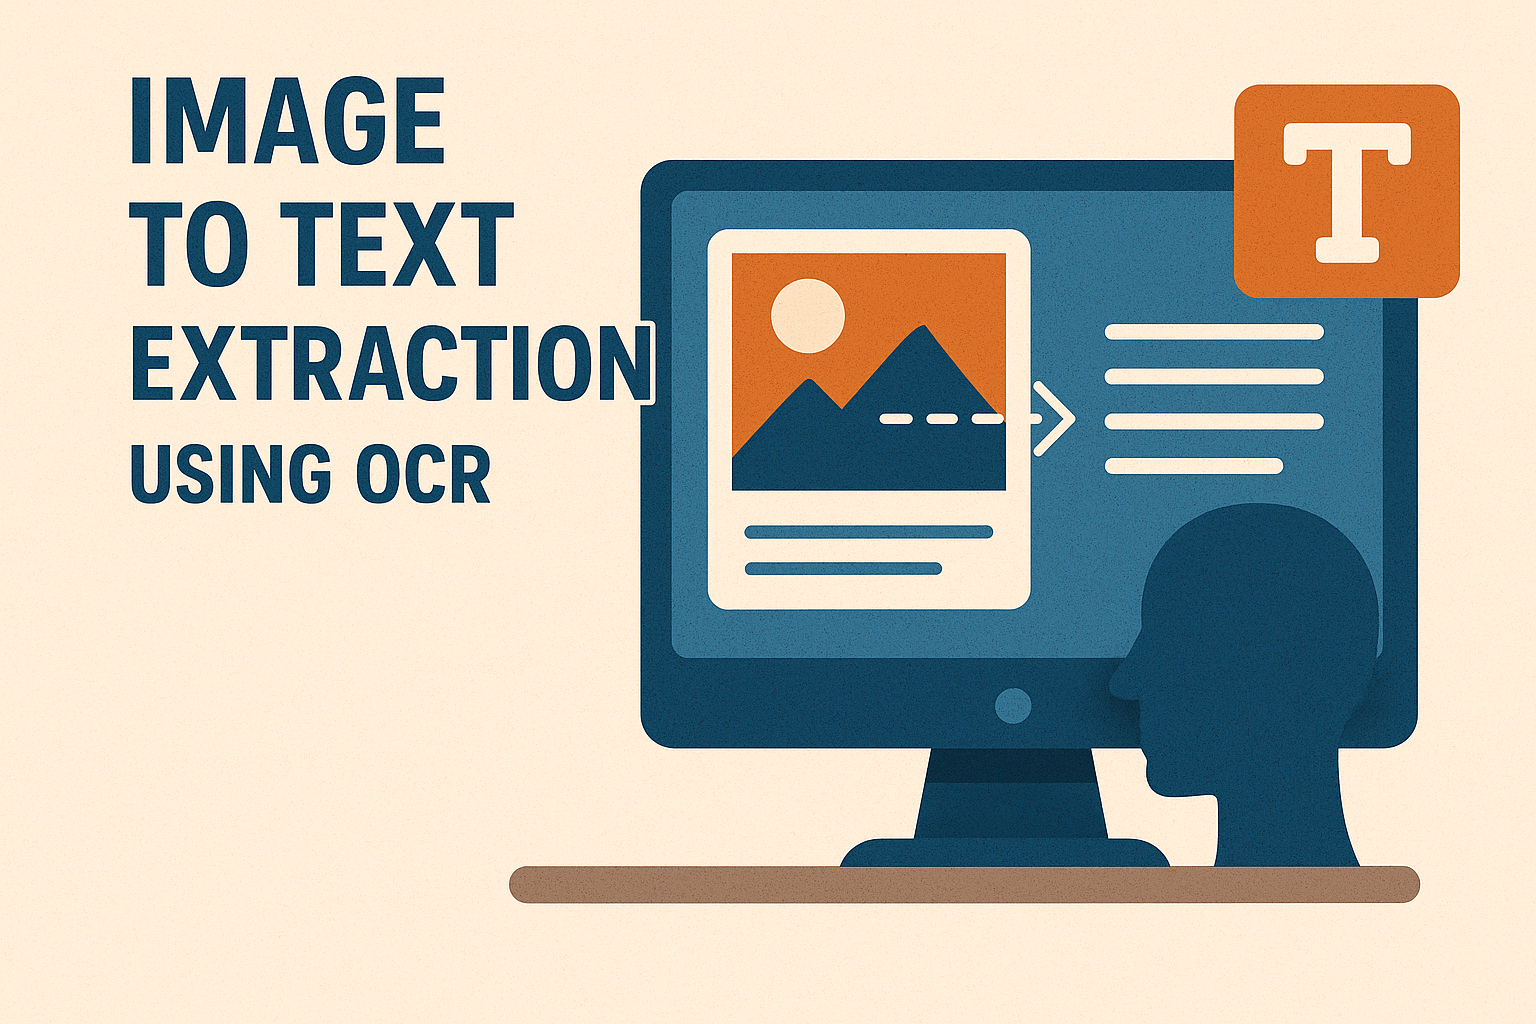 IMAGE
TO TEXT
EXTRACTION
USING OCR
T